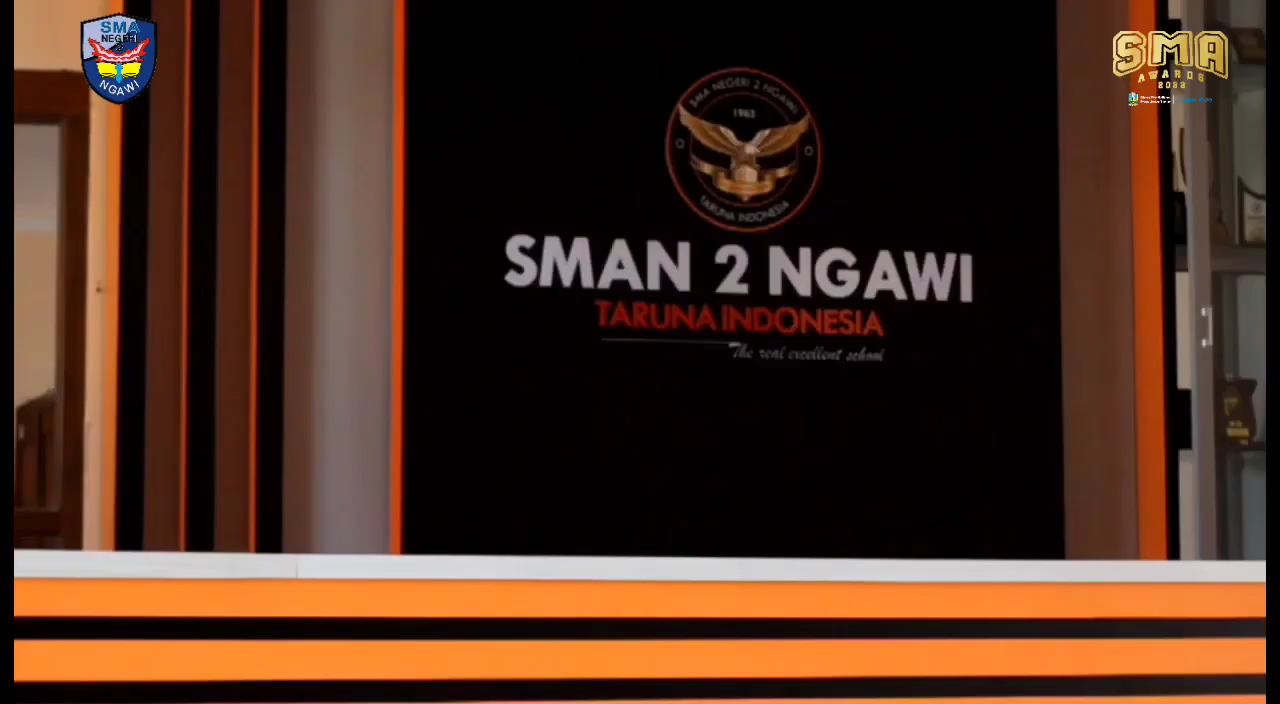 SMA
NEGERI
2
NGAWI
SMA
AWARDS
SMA NEGERI 2 NGAWI
1963
TARUNA INDONESIA
SMAN 2 NGAWI
TARUNA INDONESIA
The real excellent school